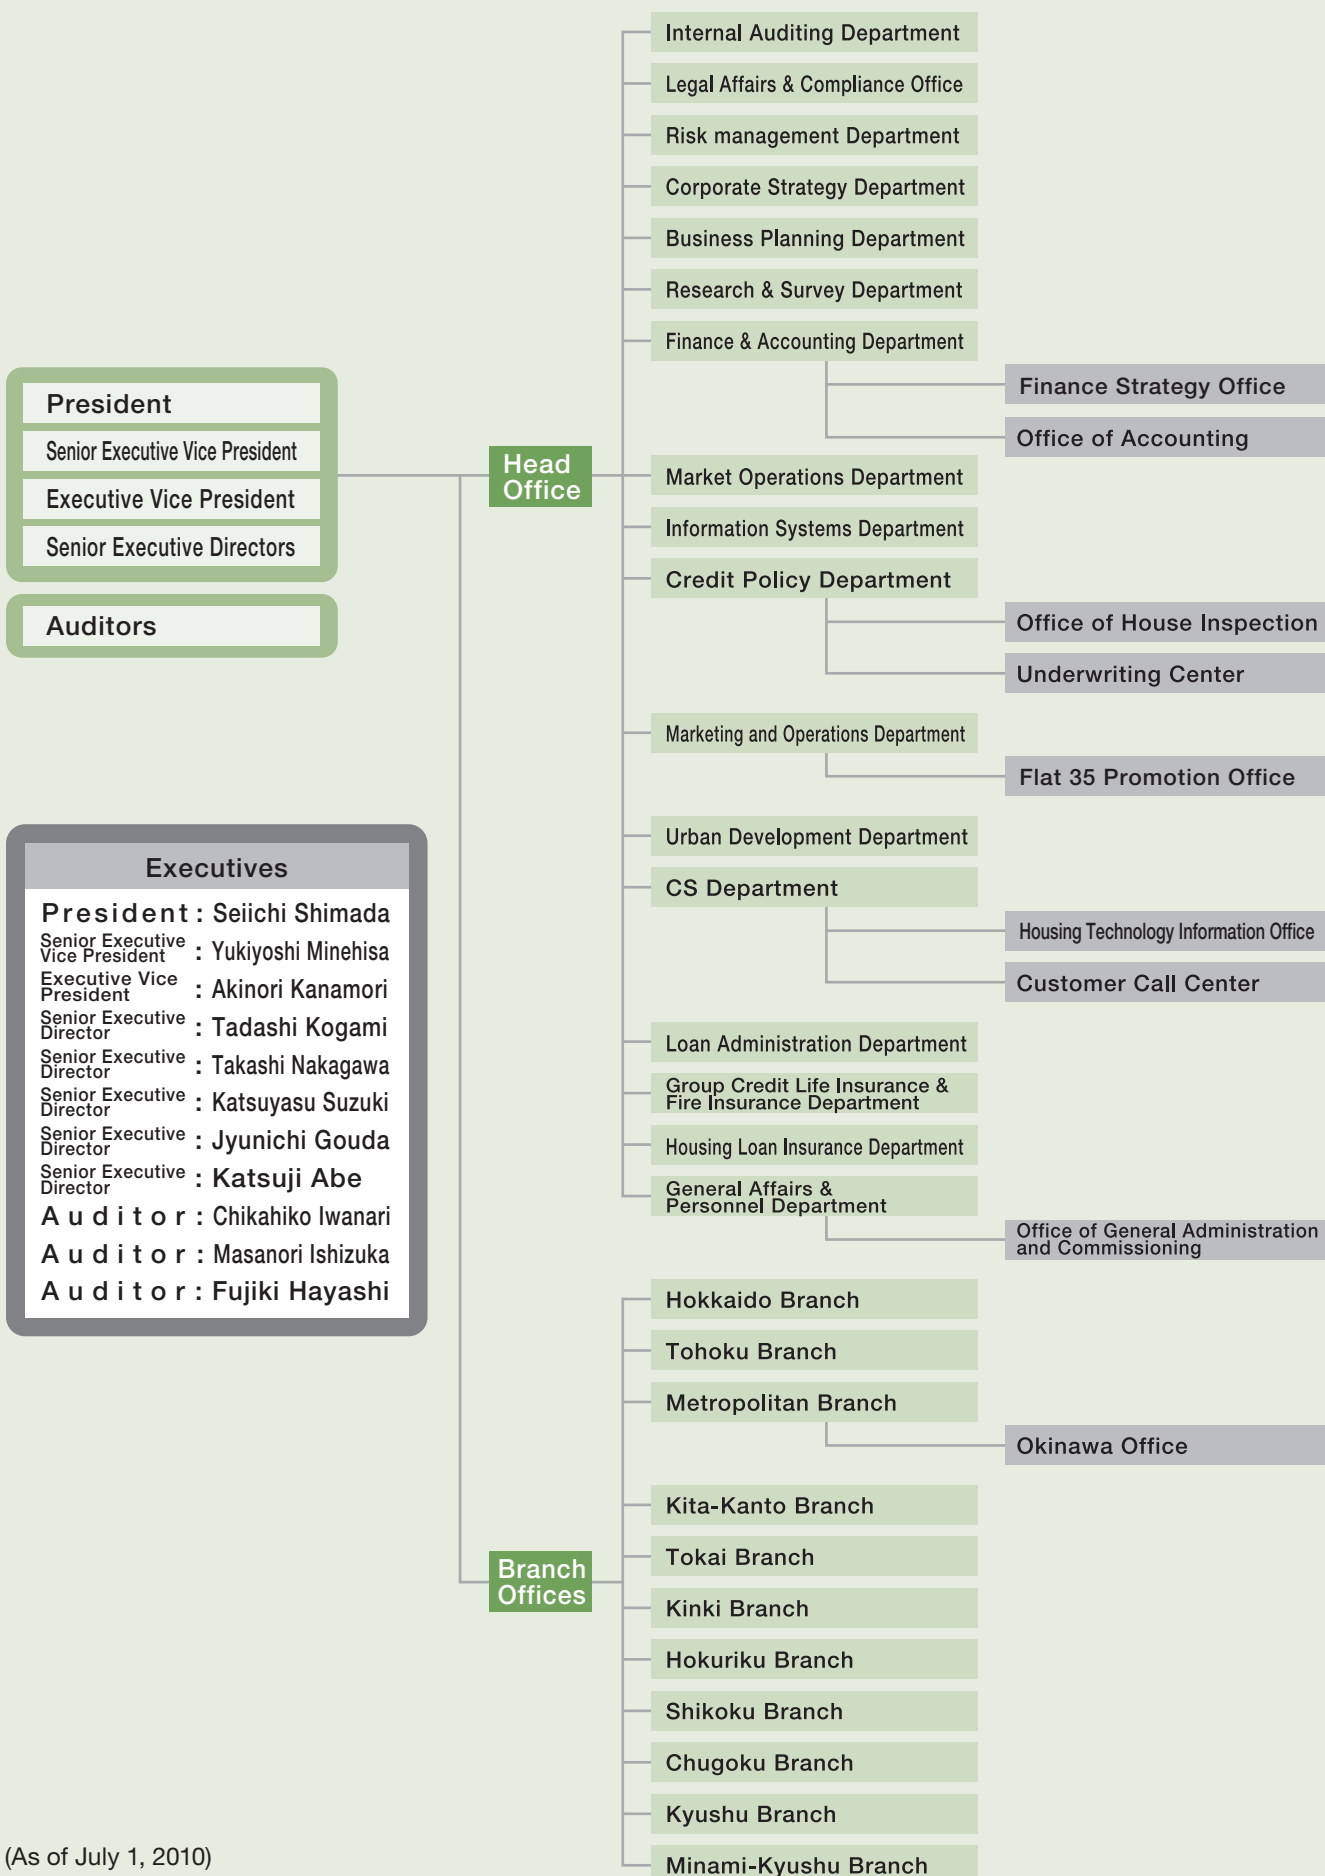 President
Senior Executive Vice President
Executive Vice President
Senior Executive Directors
Auditors
Executives
President : Seiichi Shimada
Senior Executive
Vice President : Yukiyoshi Minehisa
Executive Vice
President : Akinori Kanamori
Senior Executive
Director : Tadashi Kogami
Senior Executive
Director : Takashi Nakagawa
Senior Executive
Director : Katsuyasu Suzuki
Senior Executive
Director : Jyunichi Gouda
Senior Executive
Director : Katsuji Abe
Auditor : Chikahiko Iwanari
Auditor : Masanori Ishizuka
Auditor : Fujiki Hayashi
(As of July 1, 2010)
Head
Office
Internal Auditing Department
Legal Affairs & Compliance Office
Risk management Department
Corporate Strategy Department
Business Planning Department
Research & Survey Department
Finance & Accounting Department
Finance Strategy Office
Office of Accounting
Market Operations Department
Information Systems Department
Credit Policy Department
Office of House Inspection
Underwriting Center
Marketing and Operations Department
Flat 35 Promotion Office
Urban Development Department
CS Department
Housing Technology Information Office
Customer Call Center
Loan Administration Department
Group Credit Life Insurance &
Fire Insurance Department
Housing Loan Insurance Department
General Affairs &
Personnel Department
Office of General Administration
and Commissioning
Branch
Offices
Hokkaido Branch
Tohoku Branch
Metropolitan Branch
Okinawa Office
Kita-Kanto Branch
Tokai Branch
Kinki Branch
Hokuriku Branch
Shikoku Branch
Chugoku Branch
Kyushu Branch
Minami-Kyushu Branch